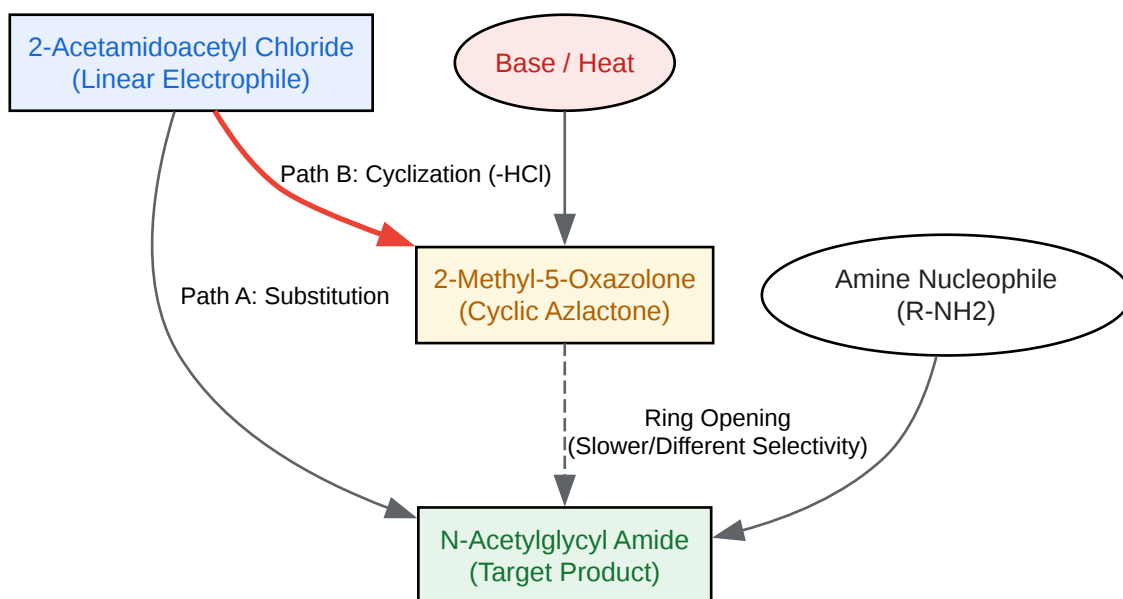 2-Acetamidoacetyl Chloride
(Linear Electrophile)
Base / Heat
Path B: Cyclization (-HCl)
2-Methyl-5-Oxazolone
(Cyclic Azlactone)
Amine Nucleophile
(R-NH2)
Path A: Substitution
Ring Opening
(Slower/Different Selectivity)
N-Acetylglycyl Amide
(Target Product)